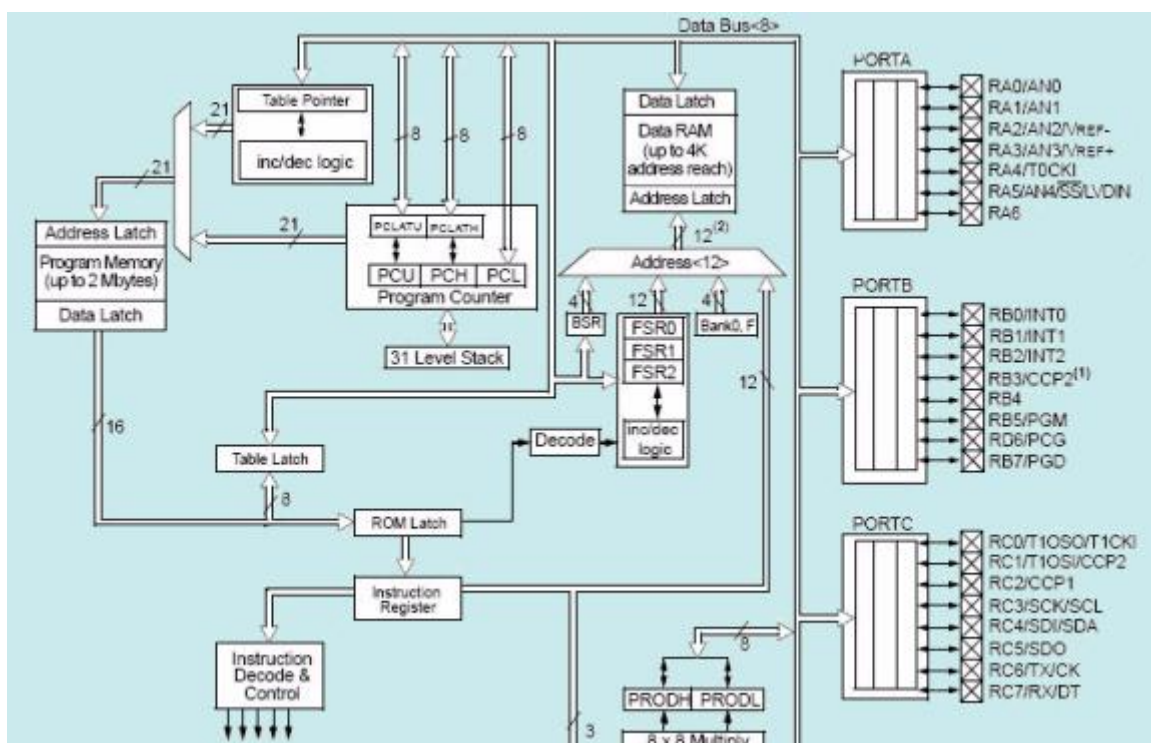 Data Bus<8>
Table Pointer
inc/dec logic
21
21
21
8
8
8
PCLATU
PCLATH
PCU
PCH
PCL
Program Counter
31 Level Stack
Address Latch
Program Memory
(up to 2 Mbytes)
Data Latch
16
Table Latch
8
ROM Latch
Instruction
Register
Instruction
Decode &
Control
Decode
Data Latch
Data RAM
(up to 4K
address reach)
Address Latch
12(2)
Address<12>
4
12
4
BSR
FSR0
FSR1
FSR2
inc/dec
logic
Bank0, F
12
8
PRODH
PRODL
3
8 x 8 Multiply
PORTA
RA0/AN0
RA1/AN1
RA2/AN2/VREF-
RA3/AN3/VREF+
RA4/T0CKI
RA5/AN4/SS/LVDIN
RA6
PORTB
RB0/INT0
RB1/INT1
RB2/INT2
RB3/CCP2(1)
RB4
RB5/PGM
RD6/PCG
RB7/PGD
PORTC
RC0/T1OSO/T1CKI
RC1/T1OSI/CCP2
RC2/CCP1
RC3/SCK/SCL
RC4/SDI/SDA
RC5/SDO
RC6/TX/CK
RC7/RX/DT